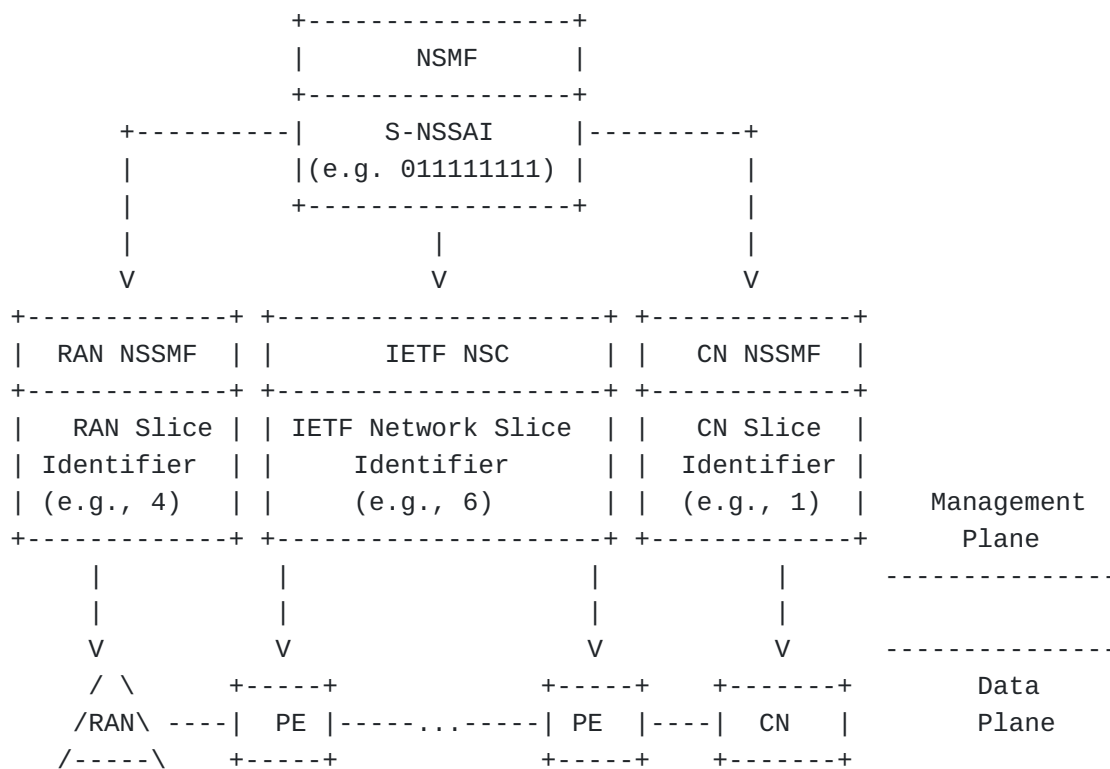 +-----------------+
                  |       NSMF      |
                  +-----------------+
       +----------|     S-NSSAI     |----------+
       |          |(e.g. 011111111) |          |
       |          +-----------------+          |
       |                   |                   |
       V                   V                   V
+-------------+ +---------------------+ +-------------+
|  RAN NSSMF  | |       IETF NSC      | |   CN NSSMF  |
+-------------+ +---------------------+ +-------------+
|   RAN Slice | | IETF Network Slice  | |   CN Slice  |
| Identifier  | |     Identifier      | |  Identifier |
| (e.g., 4)   | |     (e.g., 6)       | |  (e.g., 1)  |    Management
+-------------+ +---------------------+ +-------------+      Plane
     |           |                   |           |      ---------------
     |           |                   |           |
     V           V                   V           V      ---------------
    / \       +-----+             +-----+    +-------+        Data
   /RAN\ ----|  PE |-----...-----| PE  |----|  CN   |        Plane
  /-----\     +-----+             +-----+    +-------+